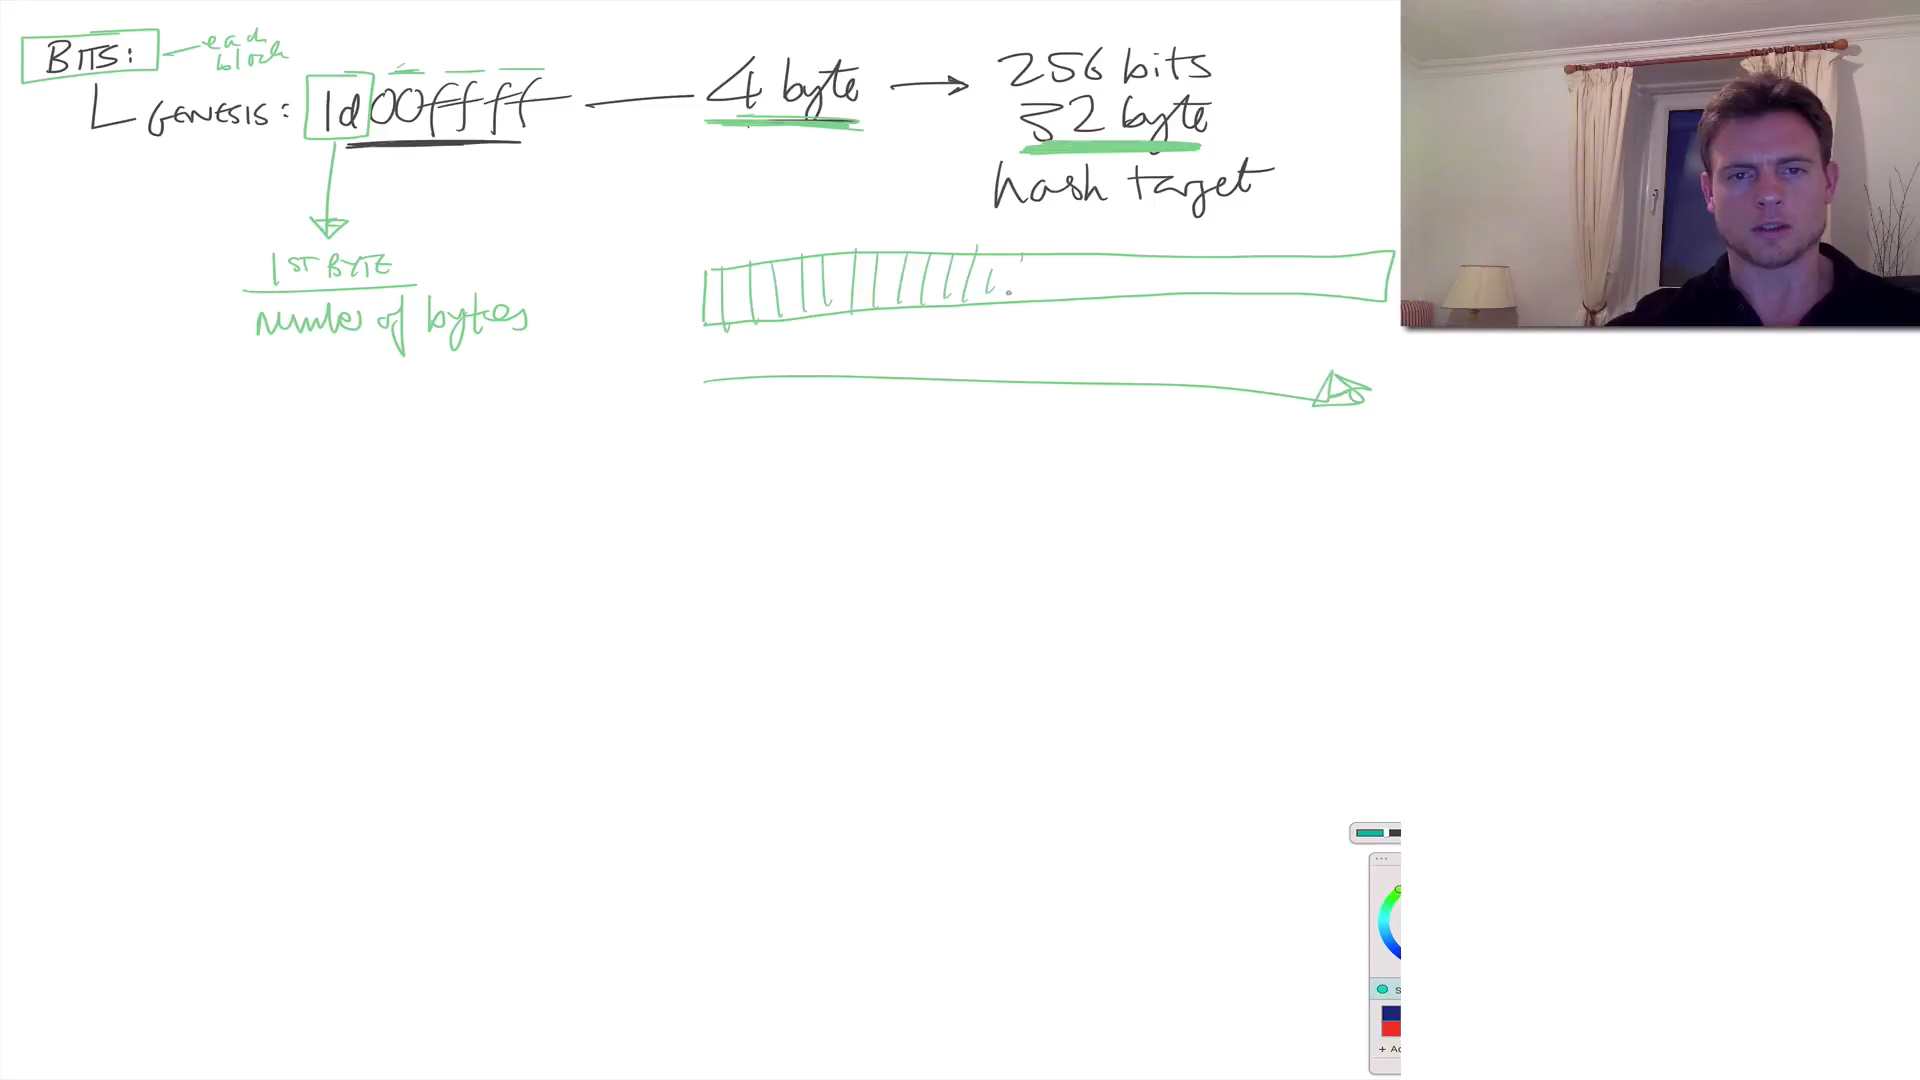 BITS:
each
block
GENESIS: 1d00ffff
4 byte
256 bits
32 byte
hash target
1ST BYTE
number of bytes